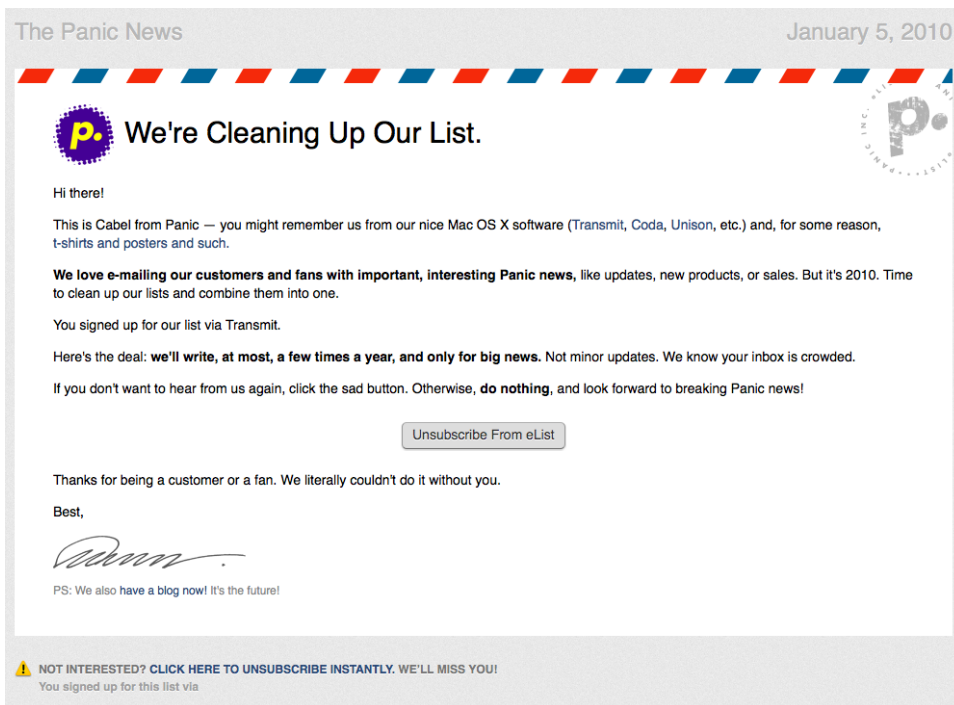 The Panic News
January 5, 2010
p.
We're Cleaning Up Our List.
p.
PANIC INC.
Hi there!
This is Cabel from Panic — you might remember us from our nice Mac OS X software (Transmit, Coda, Unison, etc.) and, for some reason,
t-shirts and posters and such.
We love e-mailing our customers and fans with important, interesting Panic news, like updates, new products, or sales. But it's 2010. Time
to clean up our lists and combine them into one.
You signed up for our list via Transmit.
Here's the deal: we'll write, at most, a few times a year, and only for big news. Not minor updates. We know your inbox is crowded.
If you don't want to hear from us again, click the sad button. Otherwise, do nothing, and look forward to breaking Panic news!
Unsubscribe From eList
Thanks for being a customer or a fan. We literally couldn't do it without you.
Best,
PS: We also have a blog now! It's the future!
NOT INTERESTED? CLICK HERE TO UNSUBSCRIBE INSTANTLY. WE'LL MISS YOU!
You signed up for this list via